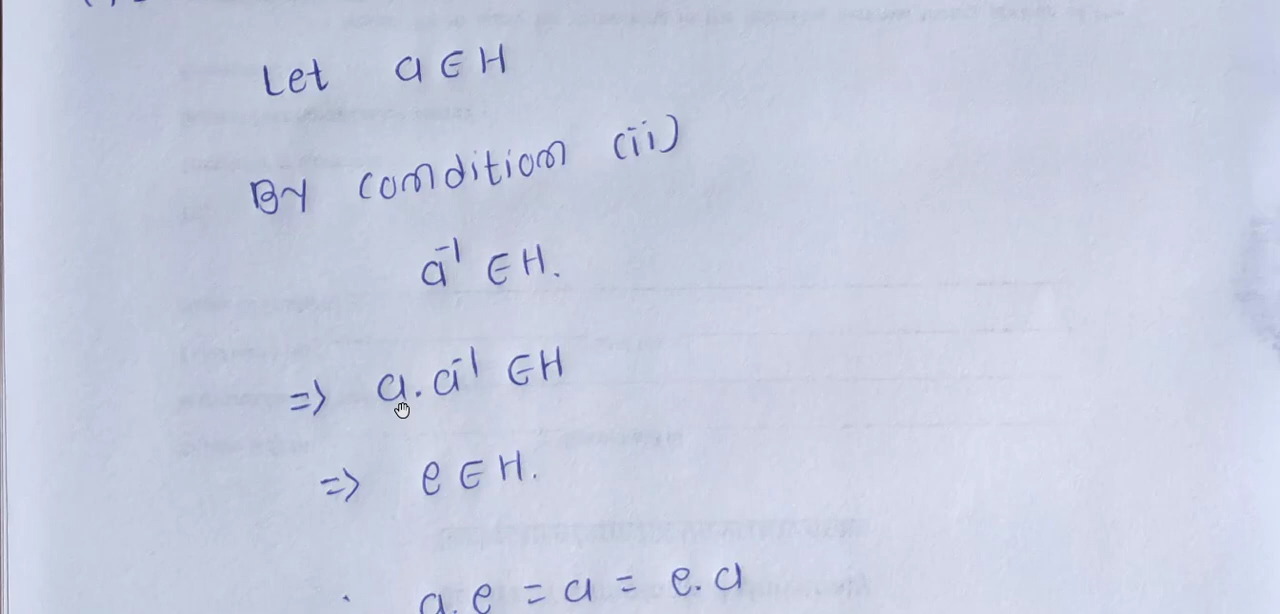 Let a ∈ H
By condition (ii)
a⁻¹ ∈ H.
=> a.a⁻¹ ∈ H
=> e ∈ H.
a.e = a = e.a